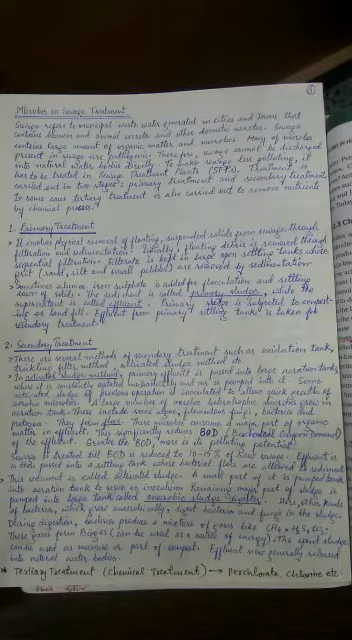 5
Microbes in Sewage Treatment
Sewage refers to municipal waste water generated in cities and towns that
contains human and animal excreta and other domestic wastes. Sewage
contains large amount of organic matter and microbes. Many of microbes
present in sewage are pathogenic. Therefore, sewage cannot be discharged
into natural water bodies directly. To make sewage less polluting, it
has to be treated in Sewage Treatment Plants (STPs). Treatment is
carried out in two stages: primary treatment and secondary treatment.
In some cases tertiary treatment is also carried out to remove nutrients
by chemical process.
1. Primary Treatment
> It involves physical removal of floating, suspended solids from sewage through
filtration and sedimentation. Initially, floating debris is removed through
sequential filtration. Filtrate is kept in large open settling tanks where
grit (sand, silt and small pebbles) are removed by sedimentation
> Sometimes alum or iron sulphate is added for flocculation and settling
down of solids. The sediment is called primary sludge, while the
supernatant is called effluent. Primary sludge is subjected to compost-
ing or land fill. Effluent from primary settling tank is taken for
secondary treatment.
2. Secondary Treatment
> There are several methods of secondary treatment such as oxidation tank,
trickling filter method, activated sludge method etc
> In activated sludge method, primary effluent is passed into large aeration tanks
where it is constantly agitated mechanically and air is pumped into it. Some
activated sludge of previous operation is inoculated to allow quick results of
aerobic microbes. A large number of aerobic heterotrophic microbes grow in
aeration tank. These include some algae, filamentous fungi, bacteria and
protozoa. They form flocs. These microbes consume a major part of organic
matter in effluent. This significantly reduces BOD (Biochemical Oxygen Demand)
of the effluent. Greater the BOD, more is its polluting potential.
Sewage is treated till BOD is reduced to 10-15% of raw sewage. Effluent is
then passed into a settling tank where bacterial flocs are allowed to sediment
> This sediment is called activated sludge. A small part of it is pumped back
into aeration tank to serve as inoculum. Remaining major part of sludge is
pumped into large tank called anaerobic sludge digesters. Here, other kinds
of bacteria, which grow anaerobically, digest bacteria and fungi in the sludge.
During digestion, bacteria produce a mixture of gases like CH4, H2S, CO2.
These gases form Biogas (can be used as a source of energy). The spent sludge
can be used as manure or part of compost. Effluent now generally released
into natural water bodies.
* Tertiary Treatment (Chemical Treatment) → perchlorate, chlorine etc.